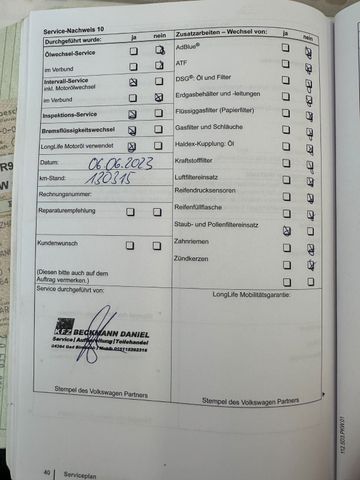 Service-Nachweis 10
Durchgeführt wurde: ja nein
Ölwechsel-Service
im Verbund
Intervall-Service
inkl. Motorölwechsel
im Verbund
Inspektions-Service
Bremsflüssigkeitswechsel
LongLife Motoröl verwendet
Datum: 06.06.2023
km-Stand: 130315
Rechnungsnummer:
Reparaturempfehlung
Kundenwunsch
(Diesen bitte auch auf dem
Auftrag vermerken.)
Service durchgeführt von:
KFZ BECKMANN DANIEL
Service | Aufbereitung | Teilehandel
Stempel des Volkswagen Partners
Zusatzarbeiten – Wechsel von: ja nein
AdBlue®
ATF
DSG®: Öl und Filter
Erdgasbehälter und -leitungen
Flüssiggasfilter (Papierfilter)
Gasfilter und Schläuche
Haldex-Kupplung: Öl
Kraftstofffilter
Luftfiltereinsatz
Reifendrucksensoren
Reifenfüllflasche
Staub- und Pollenfiltereinsatz
Zahnriemen
Zündkerzen
LongLife Mobilitätsgarantie:
Stempel des Volkswagen Partners
40 Serviceplan